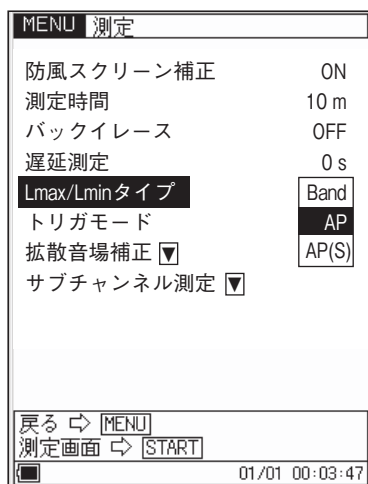 MENU 測定
防風スクリーン補正 ON
測定時間 10 m
バックイレース OFF
遅延測定 0 s
Lmax/Lminタイプ Band
トリガモード AP
拡散音場補正 ▼ AP(S)
サブチャンネル測定 ▼
戻る ⇨ MENU
測定画面 ⇨ START
01/01 00:03:47